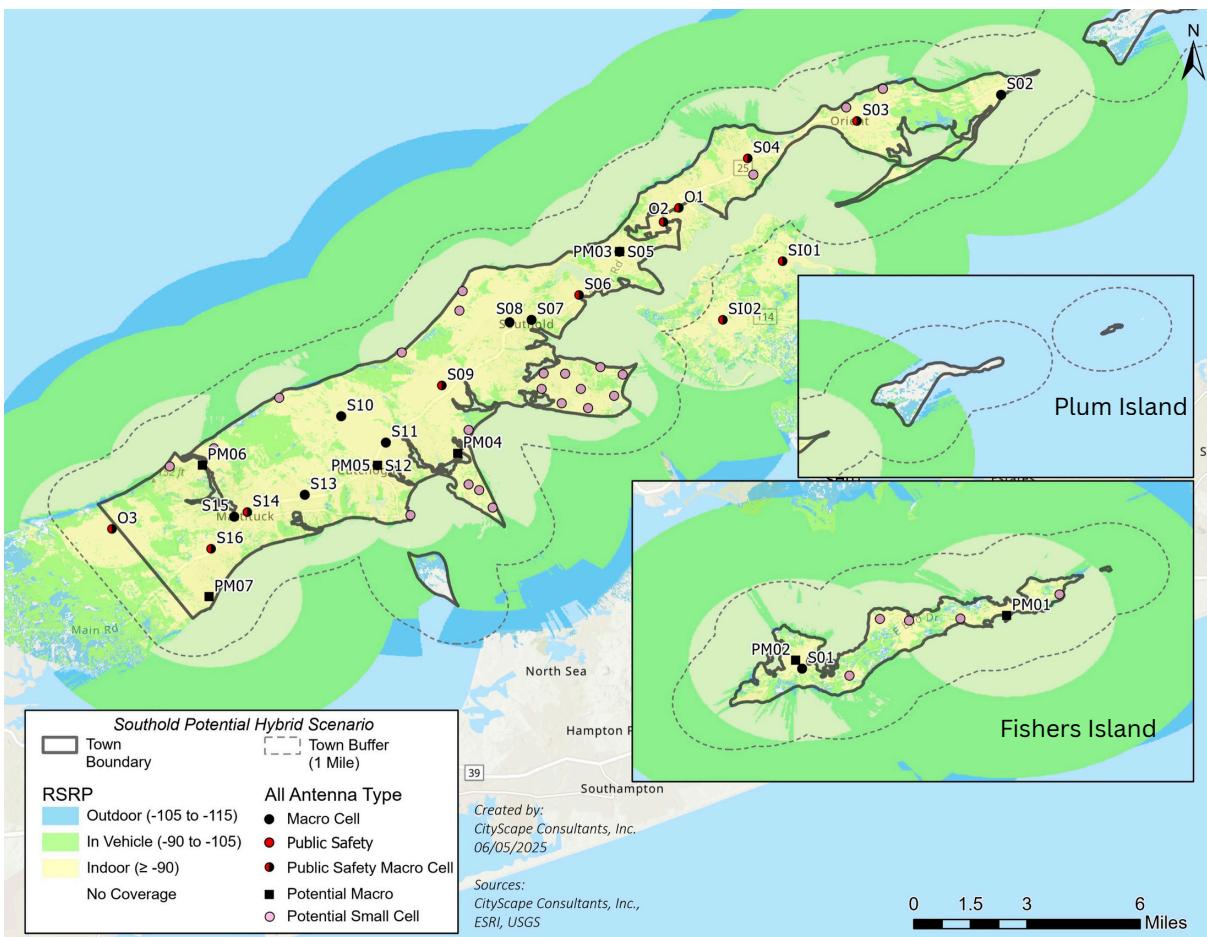 N
S02
S03
Orient
S04
25
O1
O2
PM03
S05
Rd
SI01
S06
SI02
114
S08
S07
Southold
S09
Plum Island
S10
S11
PM04
PM06
PM05
S12
Cutchogue
S13
S14
S15
Mattituck
O3
S16
PM07
Main Rd
PM01
PM02
S01
Fishers Island
North Sea
Hampton
39
Southampton
Southold Potential Hybrid Scenario
Town
Boundary
Town Buffer
(1 Mile)
RSRP
Outdoor (-105 to -115)
In Vehicle (-90 to -105)
Indoor (≥ -90)
No Coverage
All Antenna Type
Macro Cell
Public Safety
Public Safety Macro Cell
Potential Macro
Potential Small Cell
Created by:
CityScape Consultants, Inc.
06/05/2025
Sources:
CityScape Consultants, Inc.,
ESRI, USGS
0 1.5 3 6
Miles